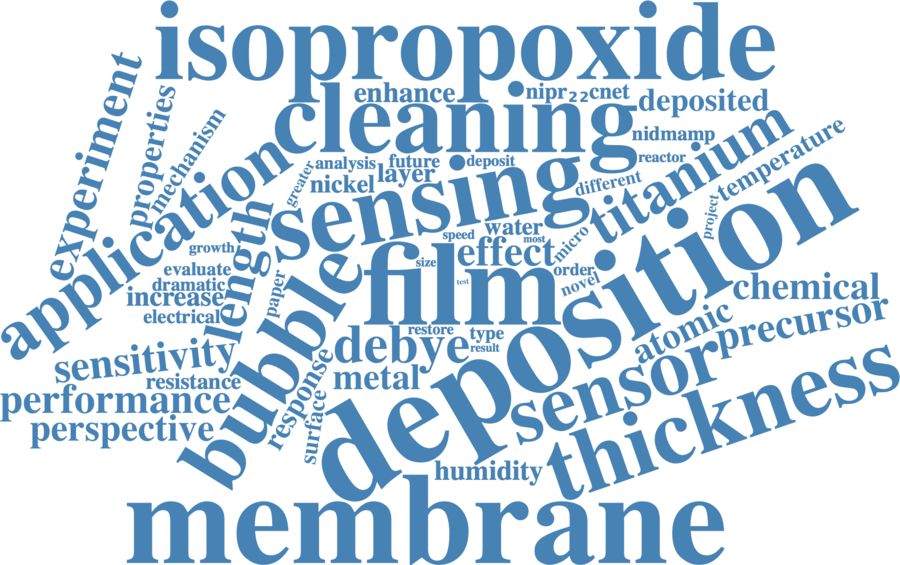 isopropoxide
enhance
nipr₂₂cnet
deposited
cleaning
nidmamp
experiment
properties
mechanism
application
analysis
future
deposit
reactor
titanium
temperature
greater
nickel
layer
sensing
different
project
length
growth
speed
water
most
micro
effect
evaluate
dramatic
increase
electrical
paper
bubble
size
film
test
order
novel
deposition
chemical
restore
type
result
debye
atomic
precursor
sensitivity
resistance
performance
perspective
response
surface
metal
sensor
thickness
humidity
membrane